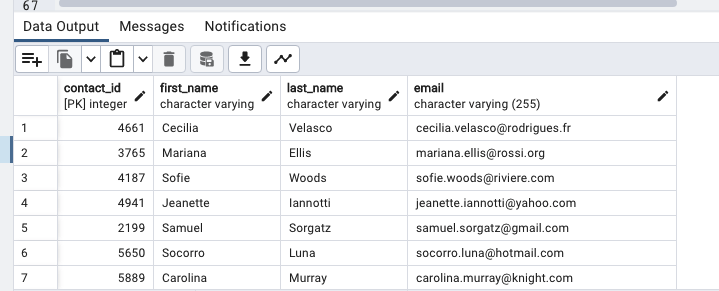 67
Data Output Messages Notifications
contact_id first_name last_name email
[PK] integer character varying character varying character varying (255)
1 4661 Cecilia Velasco cecilia.velasco@rodrigues.fr
2 3765 Mariana Ellis mariana.ellis@rossi.org
3 4187 Sofie Woods sofie.woods@riviere.com
4 4941 Jeanette Iannotti jeanette.iannotti@yahoo.com
5 2199 Samuel Sorgatz samuel.sorgatz@gmail.com
6 5650 Socorro Luna socorro.luna@hotmail.com
7 5889 Carolina Murray carolina.murray@knight.com